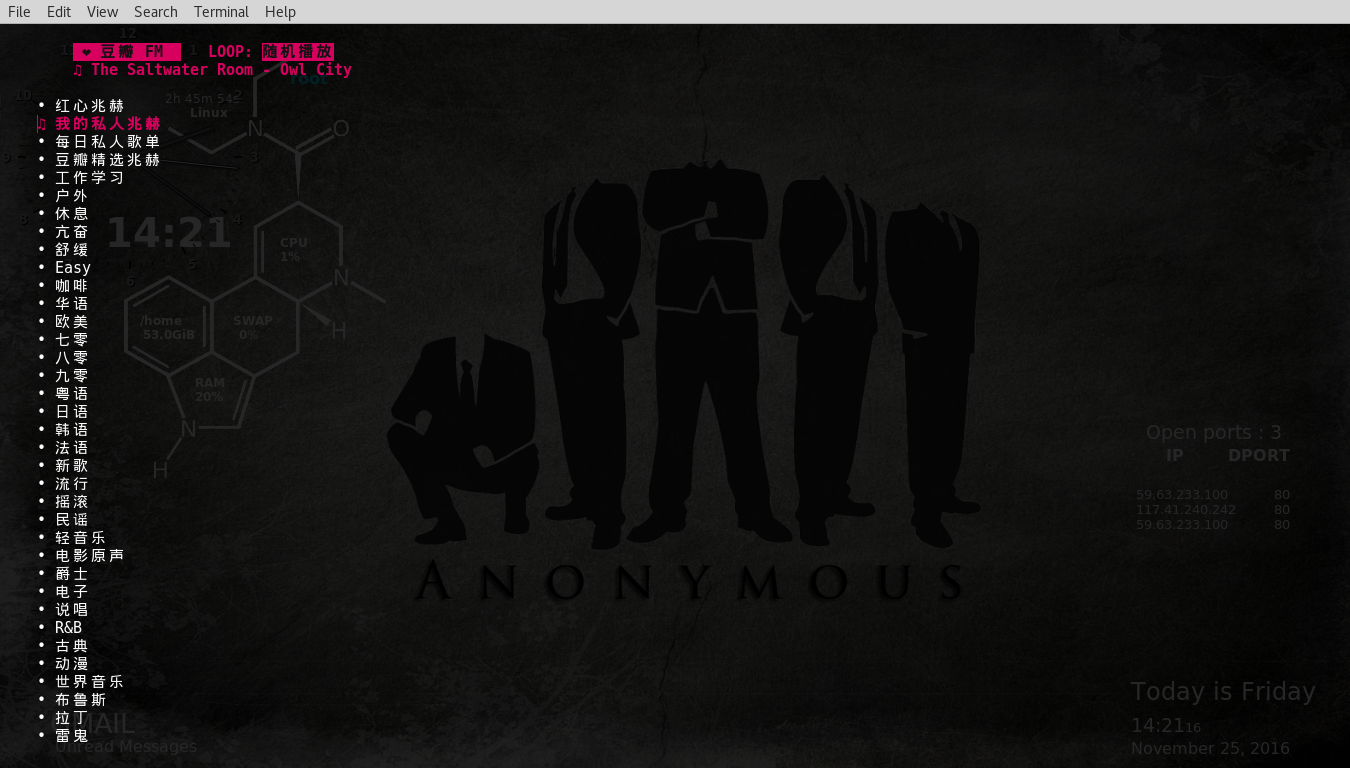 File Edit View Search Terminal Help
❤ 豆瓣 FM LOOP: 随机播放
♫ The Saltwater Room - Owl City
• 红心兆赫
♫ 我的私人兆赫
• 每日私人歌单
• 豆瓣精选兆赫
• 工作学习
• 户外
• 休息
• 亢奋
• 舒缓
• Easy
• 咖啡
• 华语
• 欧美
• 七零
• 八零
• 九零
• 粤语
• 日语
• 韩语
• 法语
• 新歌
• 流行
• 摇滚
• 民谣
• 轻音乐
• 电影原声
• 爵士
• 电子
• 说唱
• R&B
• 古典
• 动漫
• 世界音乐
• 布鲁斯
• 拉丁
• 雷鬼
12
1
2
3
4
5
6
8
9
10
root
2h 45m 54s
Linux
N
O
14:21
CPU
1%
N
H
/home
53.0GiB
SWAP
0%
RAM
20%
N
H
GMAIL
Unread Messages
ANONYMOUS
Open ports : 3
IP DPORT
59.63.233.100 80
117.41.240.242 80
59.63.233.100 80
Today is Friday
14:2116
November 25, 2016